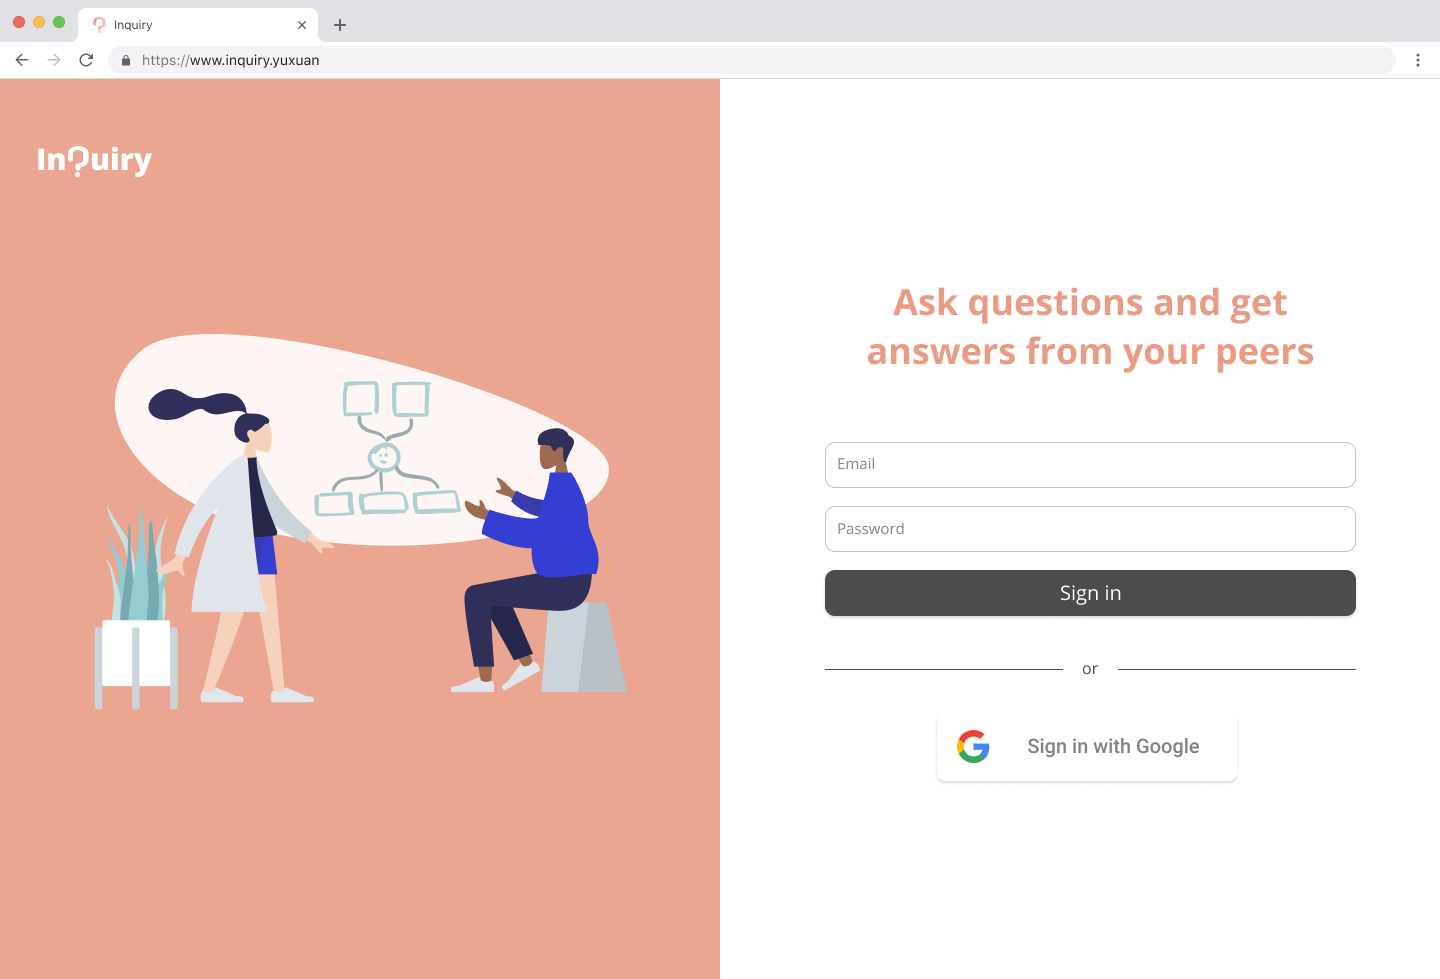 Inquiry
https://www.inquiry.yuxuan
In?uiry
Ask questions and get
answers from your peers
Email
Password
Sign in
or
Sign in with Google